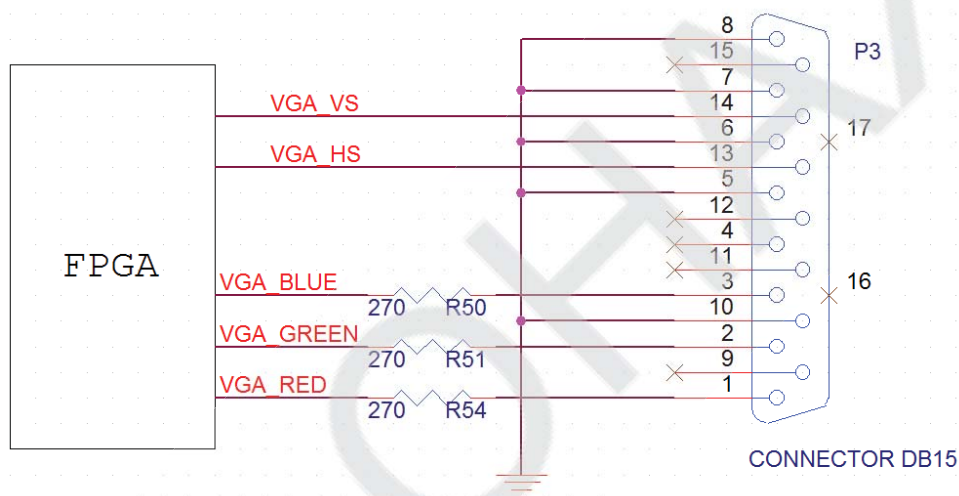 8
15
P3
7
VGA_VS
14
6
17
VGA_HS
13
5
12
FPGA
4
11
VGA_BLUE
3
16
270 R50
10
VGA_GREEN
2
270 R51
9
VGA_RED
1
270 R54
CONNECTOR DB15